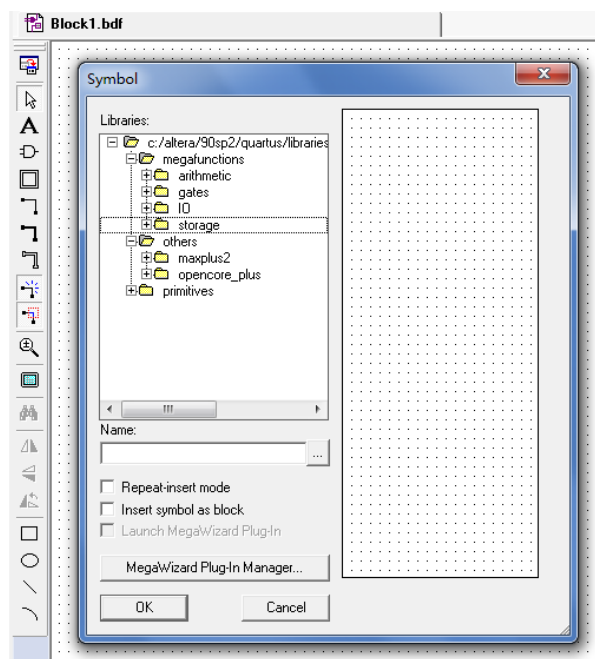 Block1.bdf
Symbol
Libraries:
c:/altera/90sp2/quartus/libraries
megafunctions
arithmetic
gates
IO
storage
others
maxplus2
opencore_plus
primitives
Name:
...
Repeat-insert mode
Insert symbol as block
Launch MegaWizard Plug-In
MegaWizard Plug-In Manager...
OK Cancel